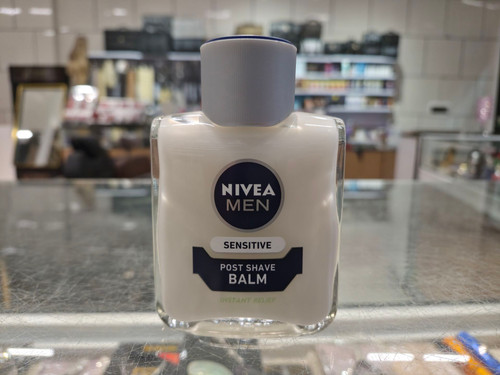 NIVEA
MEN
SENSITIVE
POST SHAVE
BALM
INSTANT RELIEF